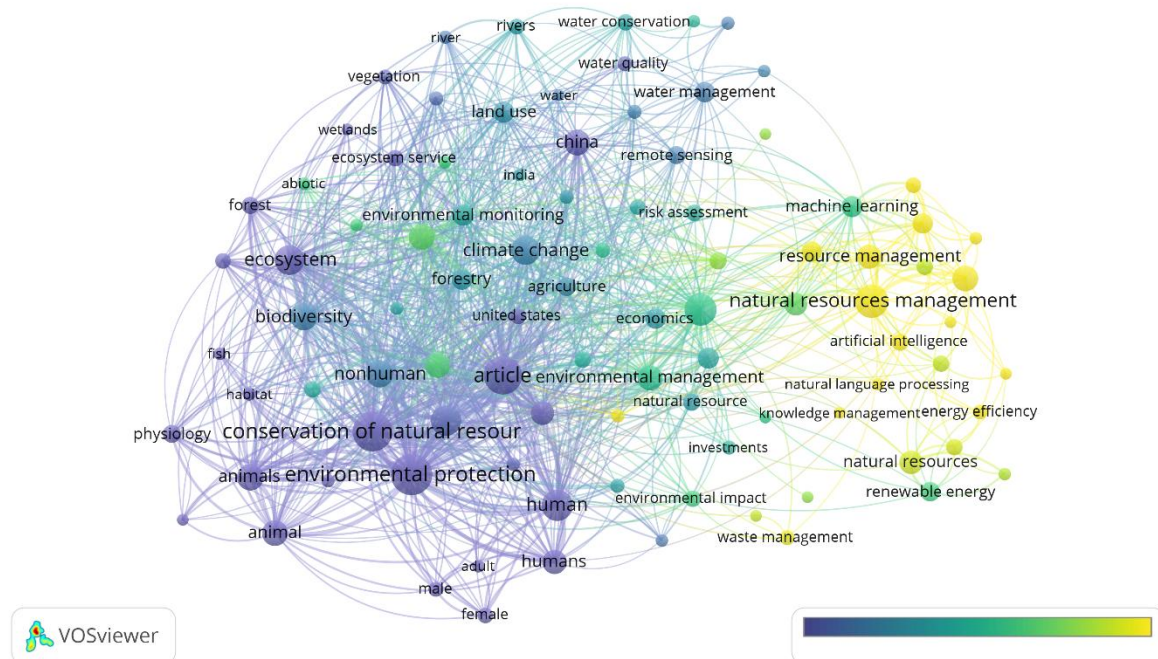 rivers
water conservation
river
water quality
vegetation
water
water management
land use
wetlands
china
ecosystem service
remote sensing
india
abiotic
forest
environmental monitoring
risk assessment
machine learning
climate change
ecosystem
resource management
forestry
agriculture
natural resources management
biodiversity
united states
economics
artificial intelligence
fish
nonhuman
article
environmental management
natural language processing
habitat
natural resource
knowledge management
energy efficiency
physiology
conservation of natural resour
investments
natural resources
animals
environmental protection
renewable energy
environmental impact
human
animal
waste management
adult
humans
male
female
VOSviewer